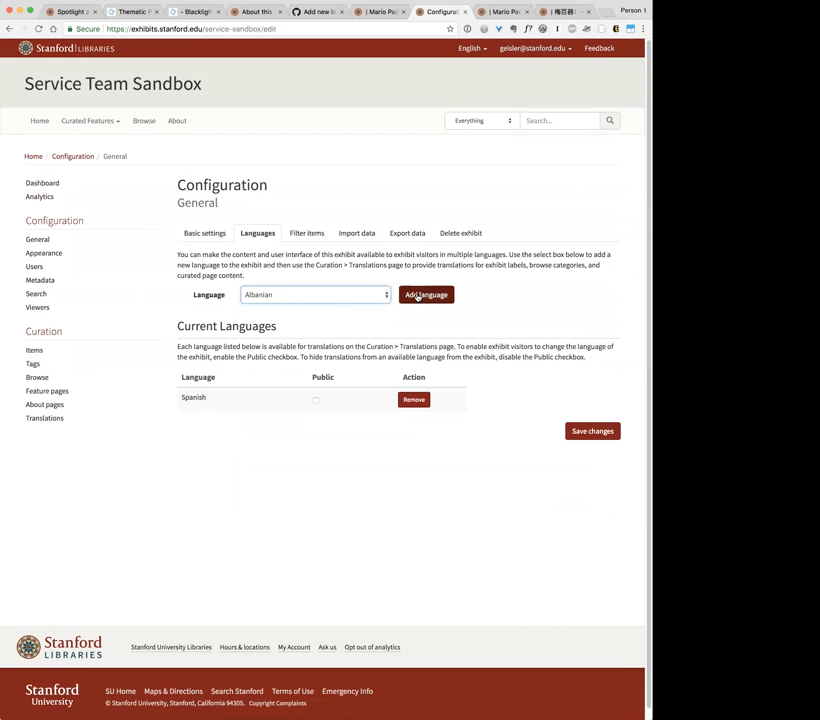 Spotlight a
Thematic P
- Blacklight
About this
Add new la
| Mario Pac
Configurati
| Mario Pac
| 梅百器:
Person 1
Secure
https://exhibits.stanford.edu/service-sandbox/edit
Stanford LIBRARIES
English
geisler@stanford.edu
Feedback
Service Team Sandbox
Home
Curated Features
Browse
About
Everything
Search...
Home / Configuration / General
Dashboard
Analytics
Configuration
General
Appearance
Users
Metadata
Search
Viewers
Curation
Items
Tags
Browse
Feature pages
About pages
Translations
Configuration
General
Basic settings
Languages
Filter items
Import data
Export data
Delete exhibit
You can make the content and user interface of this exhibit available to exhibit visitors in multiple languages. Use the select box below to add a
new language to the exhibit and then use the Curation > Translations page to provide translations for exhibit labels, browse categories, and
curated page content.
Language
Albanian
Add language
Current Languages
Each language listed below is available for translations on the Curation > Translations page. To enable exhibit visitors to change the language of
the exhibit, enable the Public checkbox. To hide translations from an available language from the exhibit, disable the Public checkbox.
Language Public Action
Spanish
Remove
Save changes
Stanford
LIBRARIES
Stanford University Libraries
Hours & locations
My Account
Ask us
Opt out of analytics
Stanford
University
SU Home
Maps & Directions
Search Stanford
Terms of Use
Emergency Info
© Stanford University, Stanford, California 94305. Copyright Complaints